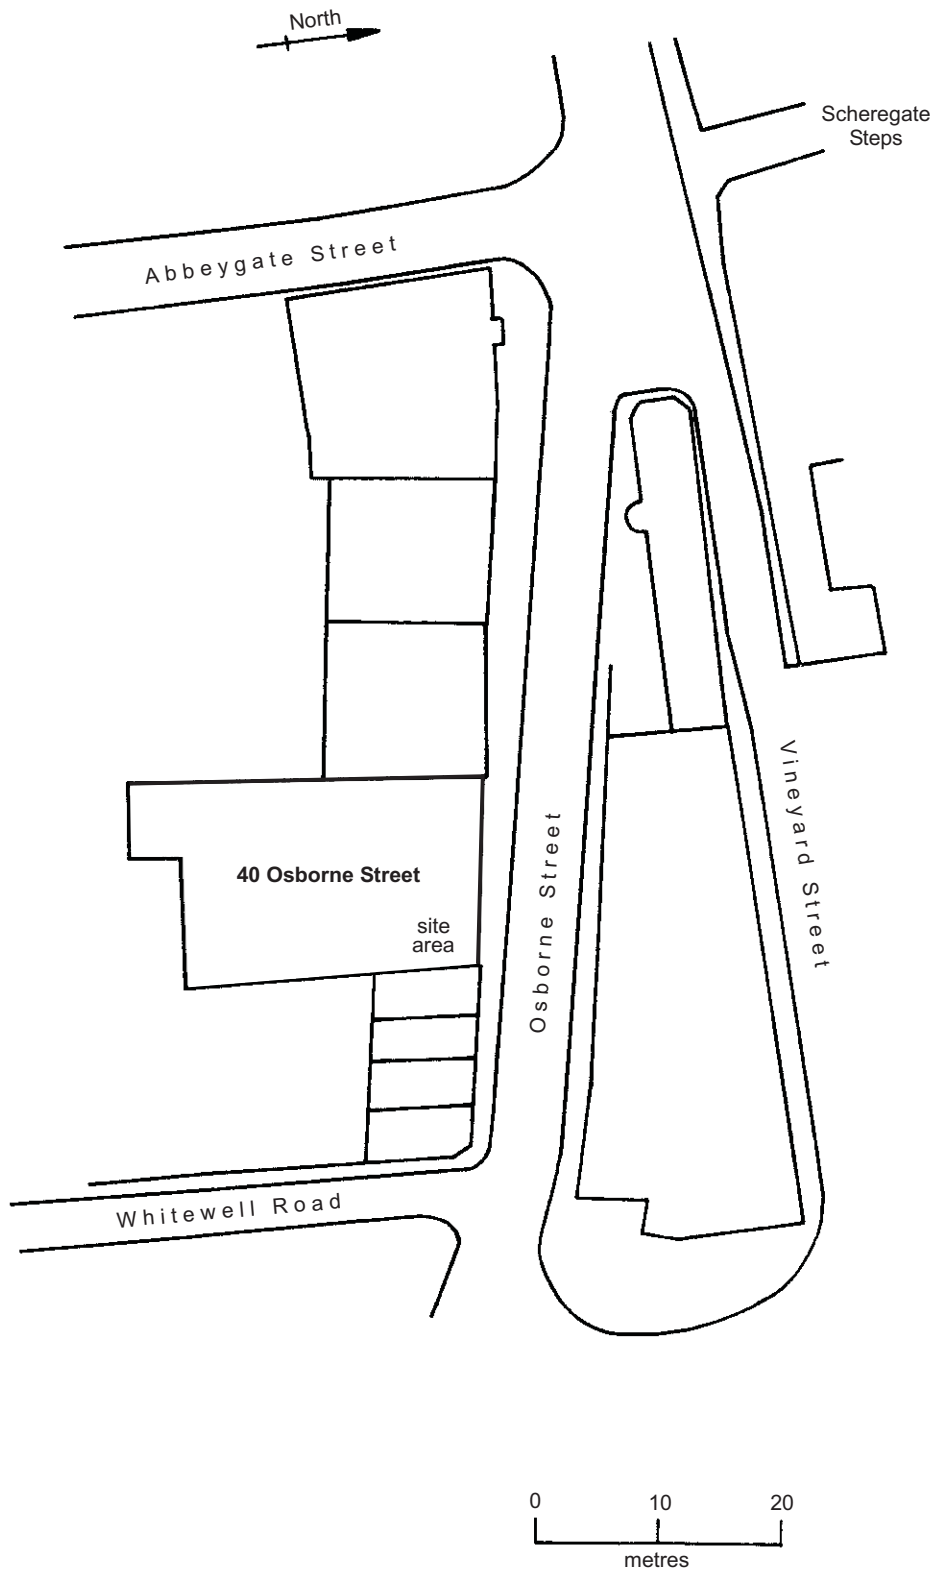 North
Scheregate
Steps
Abbeygate Street
40 Osborne Street
site
area
Osborne Street
Vineyard Street
Whitewell Road
0 10 20
metres